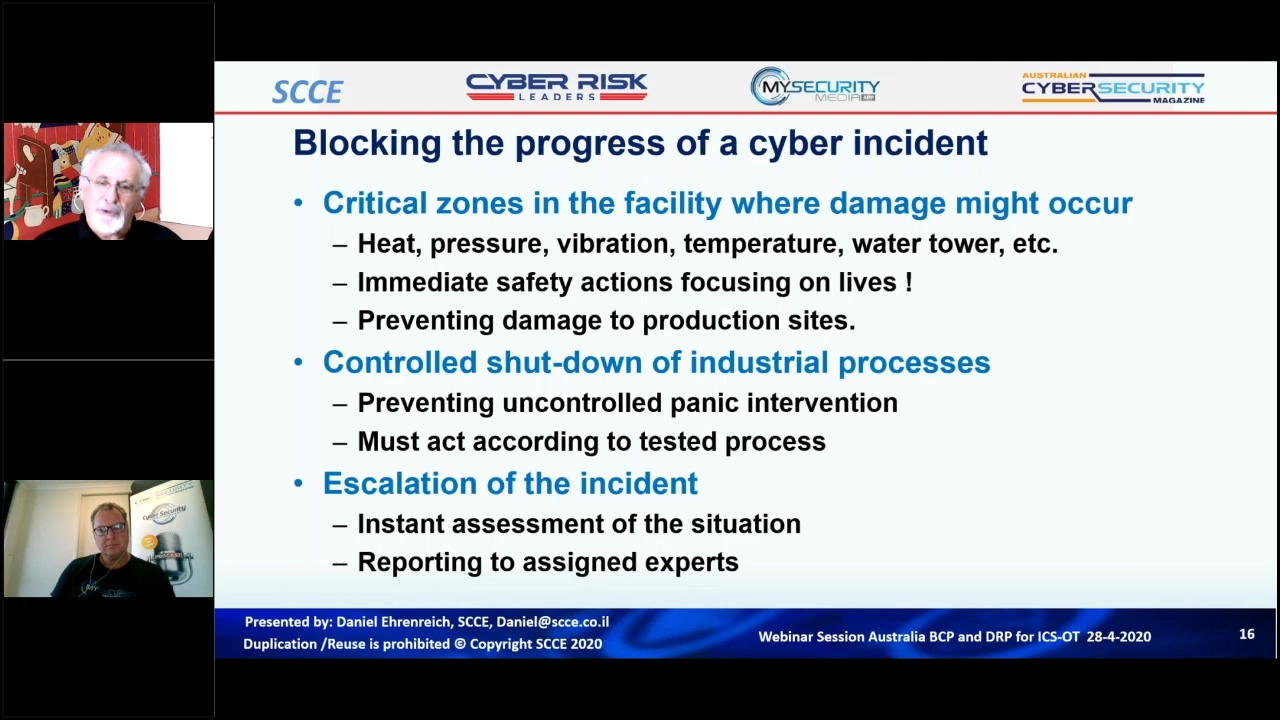 SCCE
CYBER RISK
LEADERS
MYSECURITY
MEDIA
AUSTRALIAN
CYBERSECURITY
MAGAZINE
Blocking the progress of a cyber incident
• Critical zones in the facility where damage might occur
– Heat, pressure, vibration, temperature, water tower, etc.
– Immediate safety actions focusing on lives !
– Preventing damage to production sites.
• Controlled shut-down of industrial processes
– Preventing uncontrolled panic intervention
– Must act according to tested process
• Escalation of the incident
– Instant assessment of the situation
– Reporting to assigned experts
Cyber Security
PODCAST
Presented by: Daniel Ehrenreich, SCCE, Daniel@scce.co.il
Duplication /Reuse is prohibited © Copyright SCCE 2020
Webinar Session Australia BCP and DRP for ICS-OT 28-4-2020
16